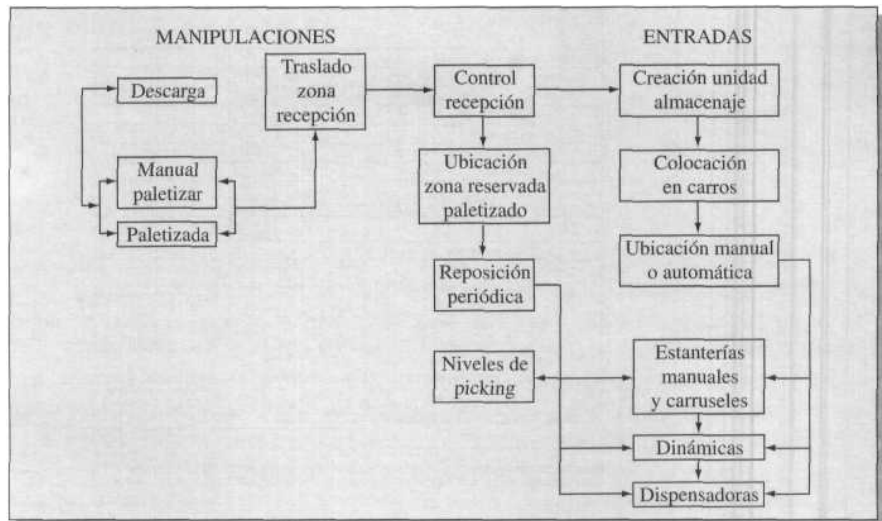 MANIPULACIONES
ENTRADAS
Descarga
Traslado
zona
recepción
Control
recepción
Creación unidad
almacenaje
Manual
paletizar
Paletizada
Ubicación
zona reservada
paletizado
Colocación
en carros
Reposición
periódica
Ubicación manual
o automática
Niveles de
picking
Estanterías
manuales
y carruseles
Dinámicas
Dispensadoras